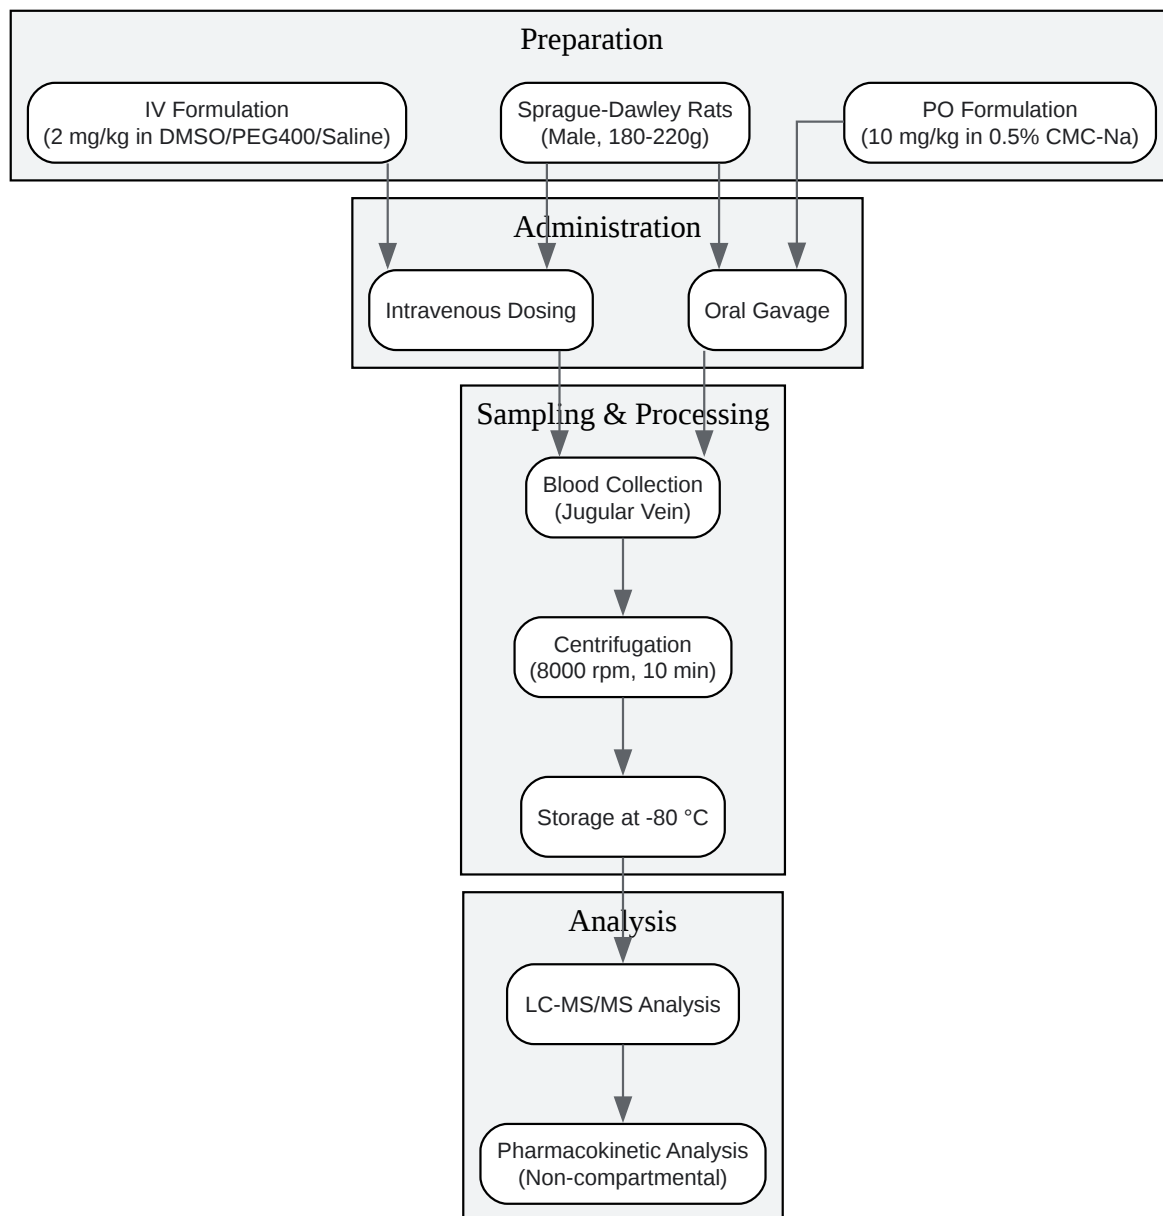 Preparation
IV Formulation
(2 mg/kg in DMSO/PEG400/Saline)
Sprague-Dawley Rats
(Male, 180-220g)
PO Formulation
(10 mg/kg in 0.5% CMC-Na)
Administration
Intravenous Dosing
Oral Gavage
Sampling & Processing
Blood Collection
(Jugular Vein)
Centrifugation
(8000 rpm, 10 min)
Storage at -80 °C
Analysis
LC-MS/MS Analysis
Pharmacokinetic Analysis
(Non-compartmental)